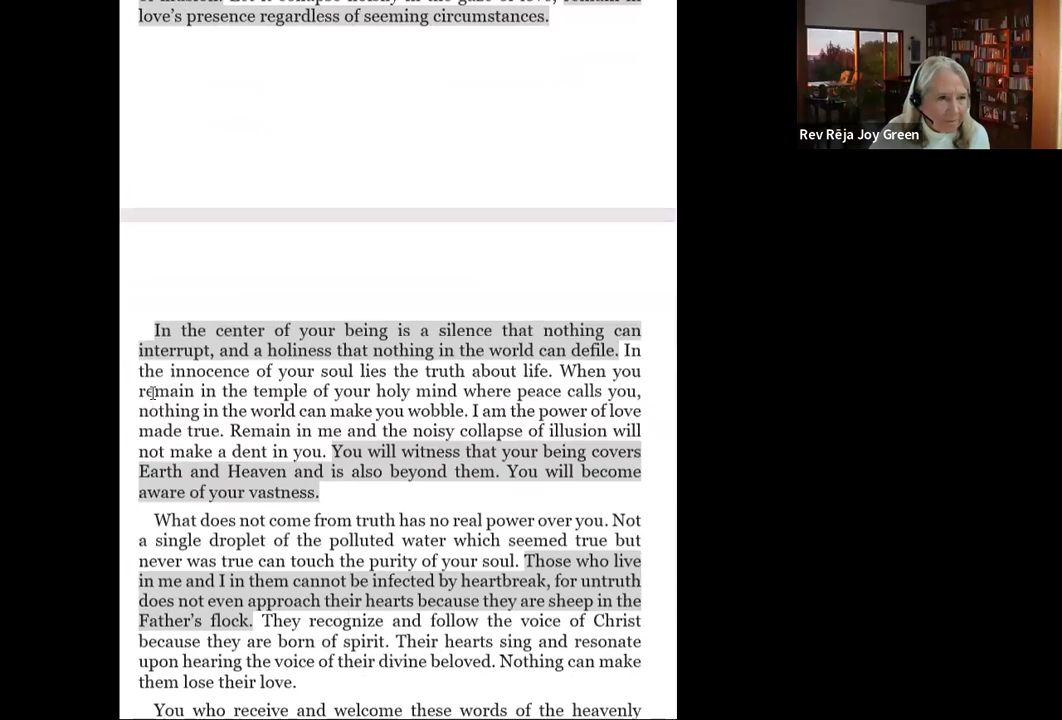 love's presence regardless of seeming circumstances.
Rev Rēja Joy Green
In the center of your being is a silence that nothing can
interrupt, and a holiness that nothing in the world can defile. In
the innocence of your soul lies the truth about life. When you
remain in the temple of your holy mind where peace calls you,
nothing in the world can make you wobble. I am the power of love
made true. Remain in me and the noisy collapse of illusion will
not make a dent in you. You will witness that your being covers
Earth and Heaven and is also beyond them. You will become
aware of your vastness.
What does not come from truth has no real power over you. Not
a single droplet of the polluted water which seemed true but
never was true can touch the purity of your soul. Those who live
in me and I in them cannot be infected by heartbreak, for untruth
does not even approach their hearts because they are sheep in the
Father's flock. They recognize and follow the voice of Christ
because they are born of spirit. Their hearts sing and resonate
upon hearing the voice of their divine beloved. Nothing can make
them lose their love.
You who receive and welcome these words of the heavenly